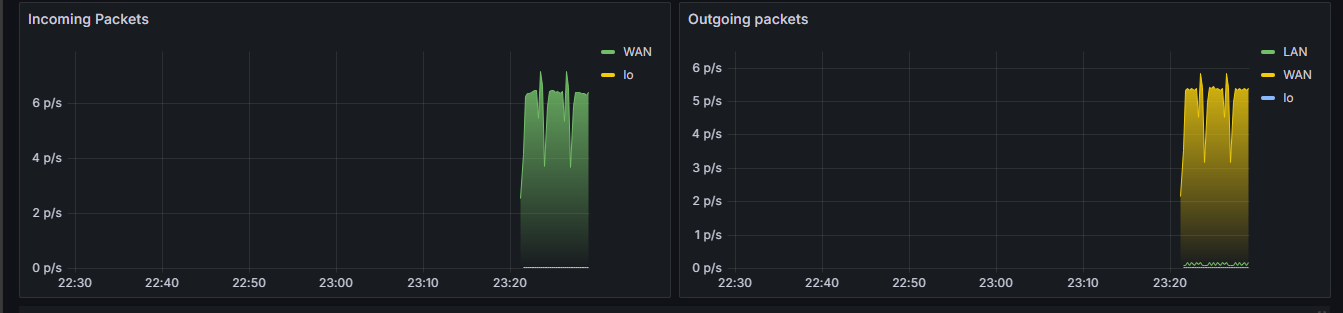 Incoming Packets
WAN
lo
6 p/s
4 p/s
2 p/s
0 p/s
22:30 22:40 22:50 23:00 23:10 23:20
Outgoing packets
LAN
WAN
lo
6 p/s
5 p/s
4 p/s
3 p/s
2 p/s
1 p/s
0 p/s
22:30 22:40 22:50 23:00 23:10 23:20